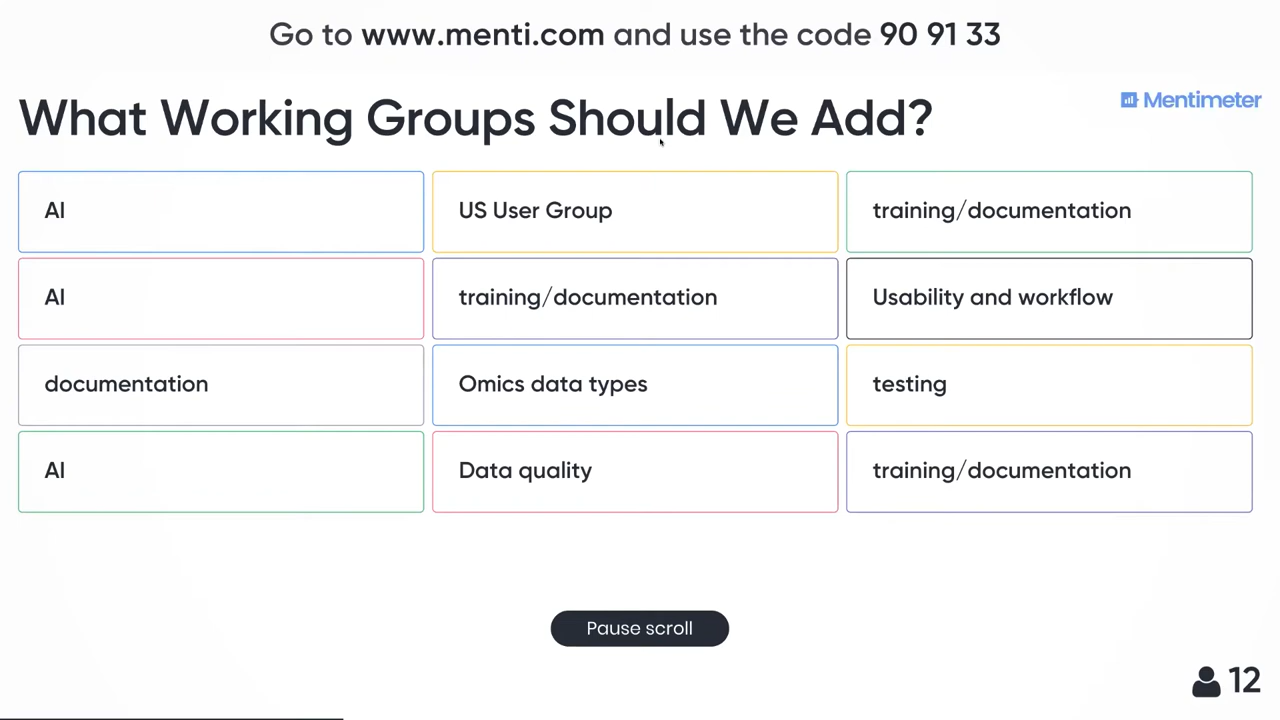 Go to www.menti.com and use the code 90 91 33
What Working Groups Should We Add?
Mentimeter
AI
US User Group
training/documentation
AI
training/documentation
Usability and workflow
documentation
Omics data types
testing
AI
Data quality
training/documentation
Pause scroll
12